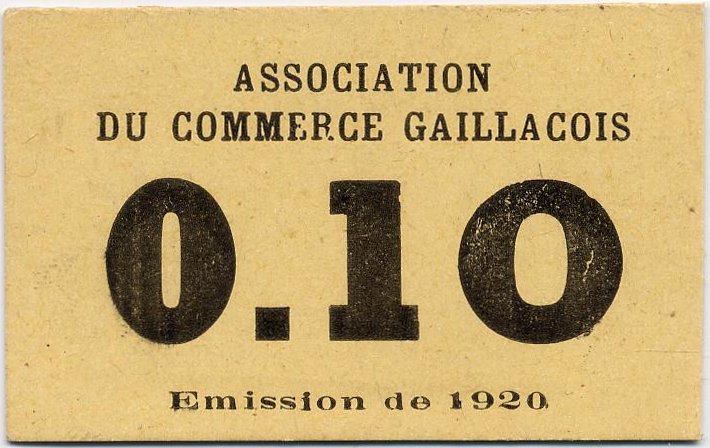 ASSOCIATION
DU COMMERCE GAILLACOIS
0.10
Emission de 1920